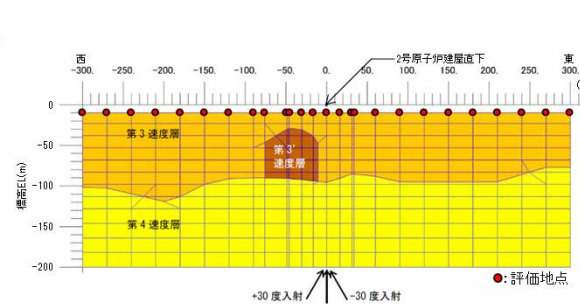 2号原子炉建屋直下
西
東
-300. -250. -200. -150. -100. -50. 0. 50. 100. 150. 200. 250. 300.
(
0
第3速度層
第3'
速度層
-50
標高EL(m)
-100
第4速度層
-150
-200
:評価地点
+30度入射
-30度入射